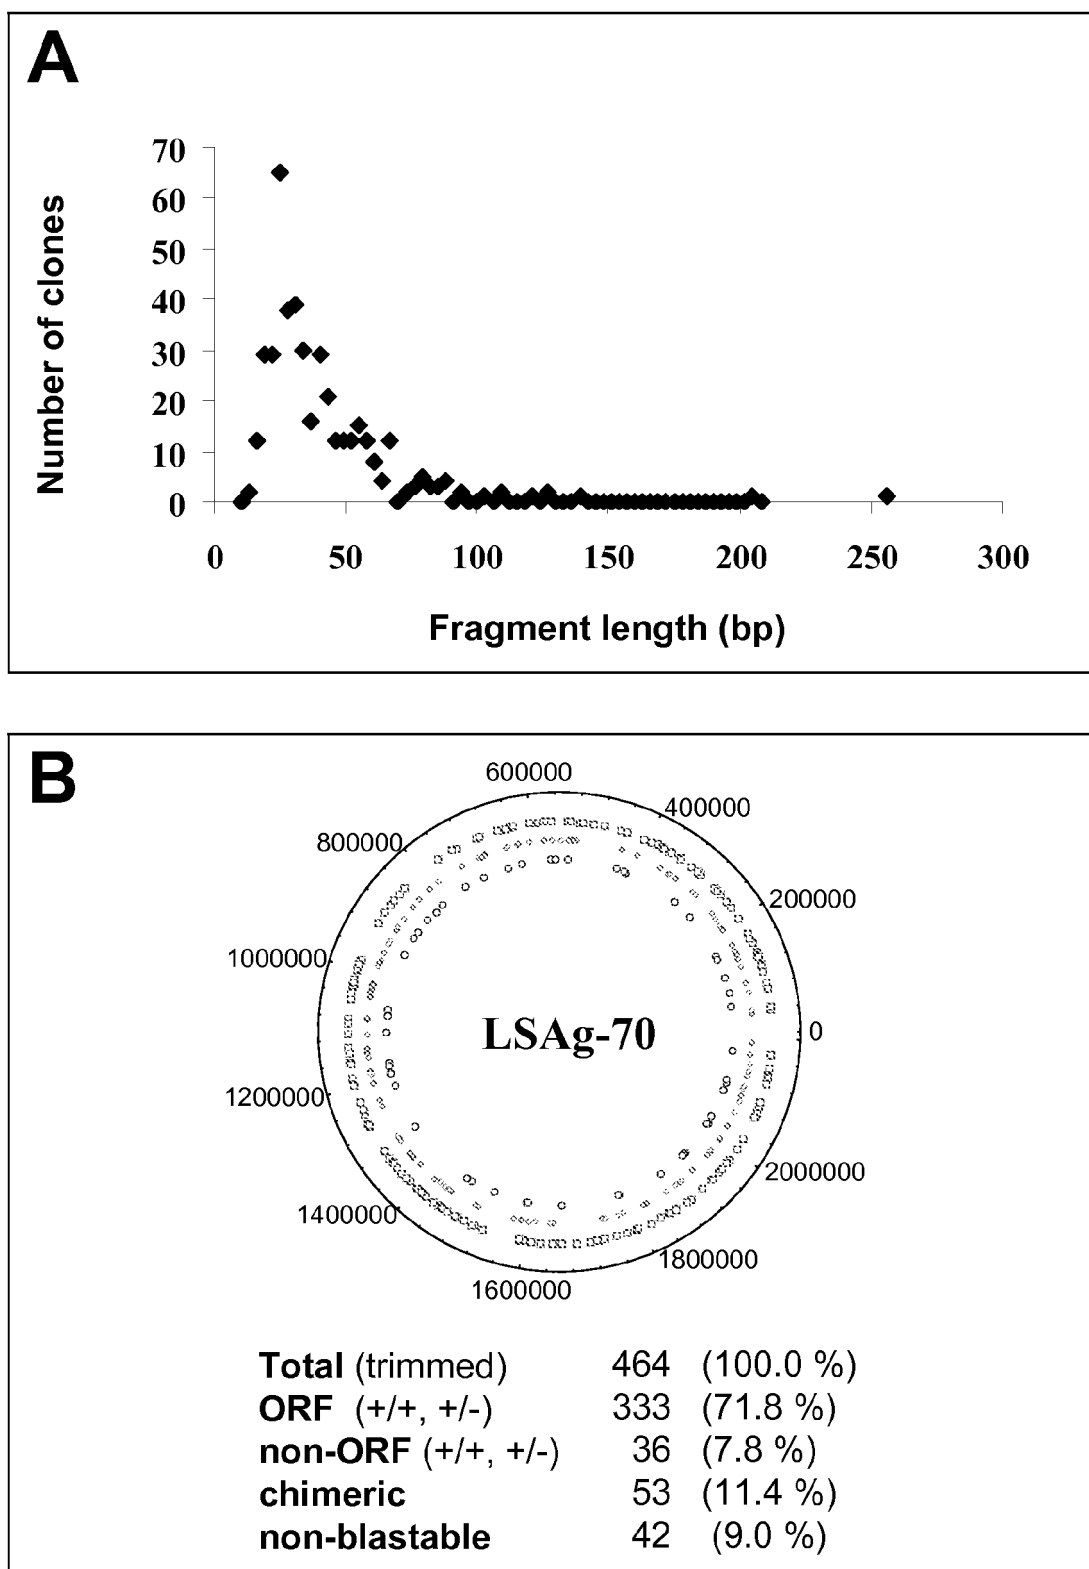 A
70
60
50
40
30
20
10
0
Number of clones
0 50 100 150 200 250 300
Fragment length (bp)
B
600000
400000
800000
200000
1000000
LSAg-70
0
1200000
2000000
1400000
1800000
1600000
Total (trimmed) 464 (100.0 %)
ORF (+/+, +/-) 333 (71.8 %)
non-ORF (+/+, +/-) 36 (7.8 %)
chimeric 53 (11.4 %)
non-blastable 42 (9.0 %)